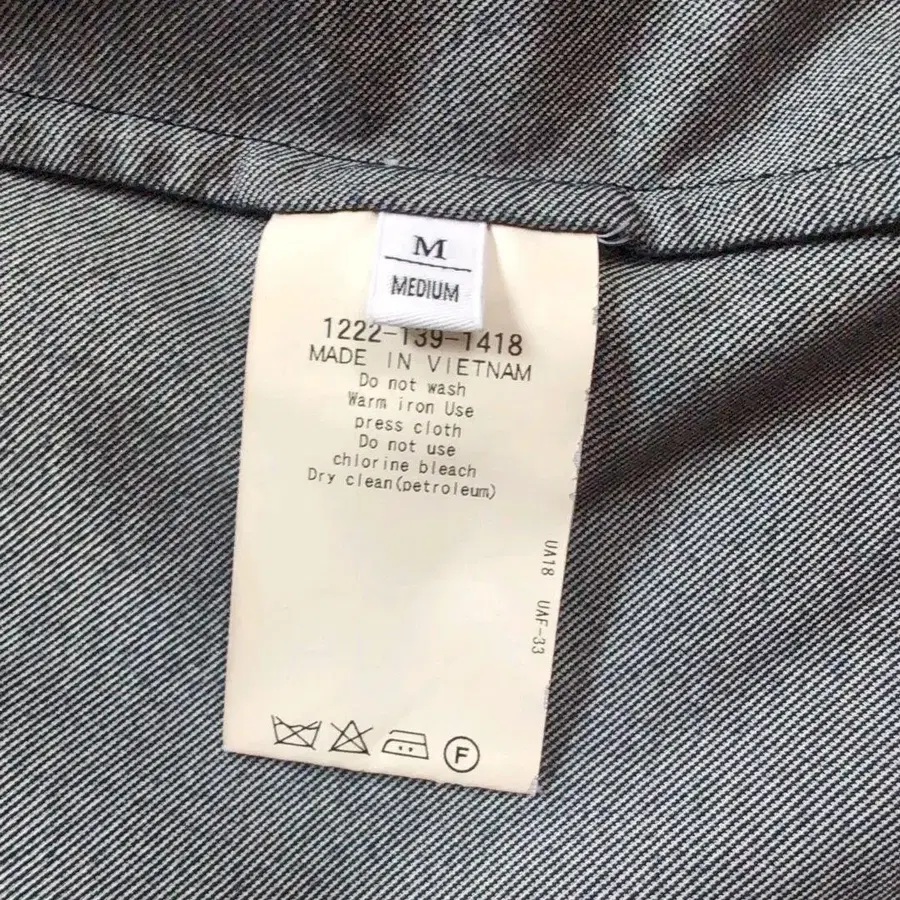 M
MEDIUM
1222-139-1418
MADE IN VIETNAM
Do not wash
Warm iron Use
press cloth
Do not use
chlorine bleach
Dry clean(petroleum)
UA18 UAF-33
F